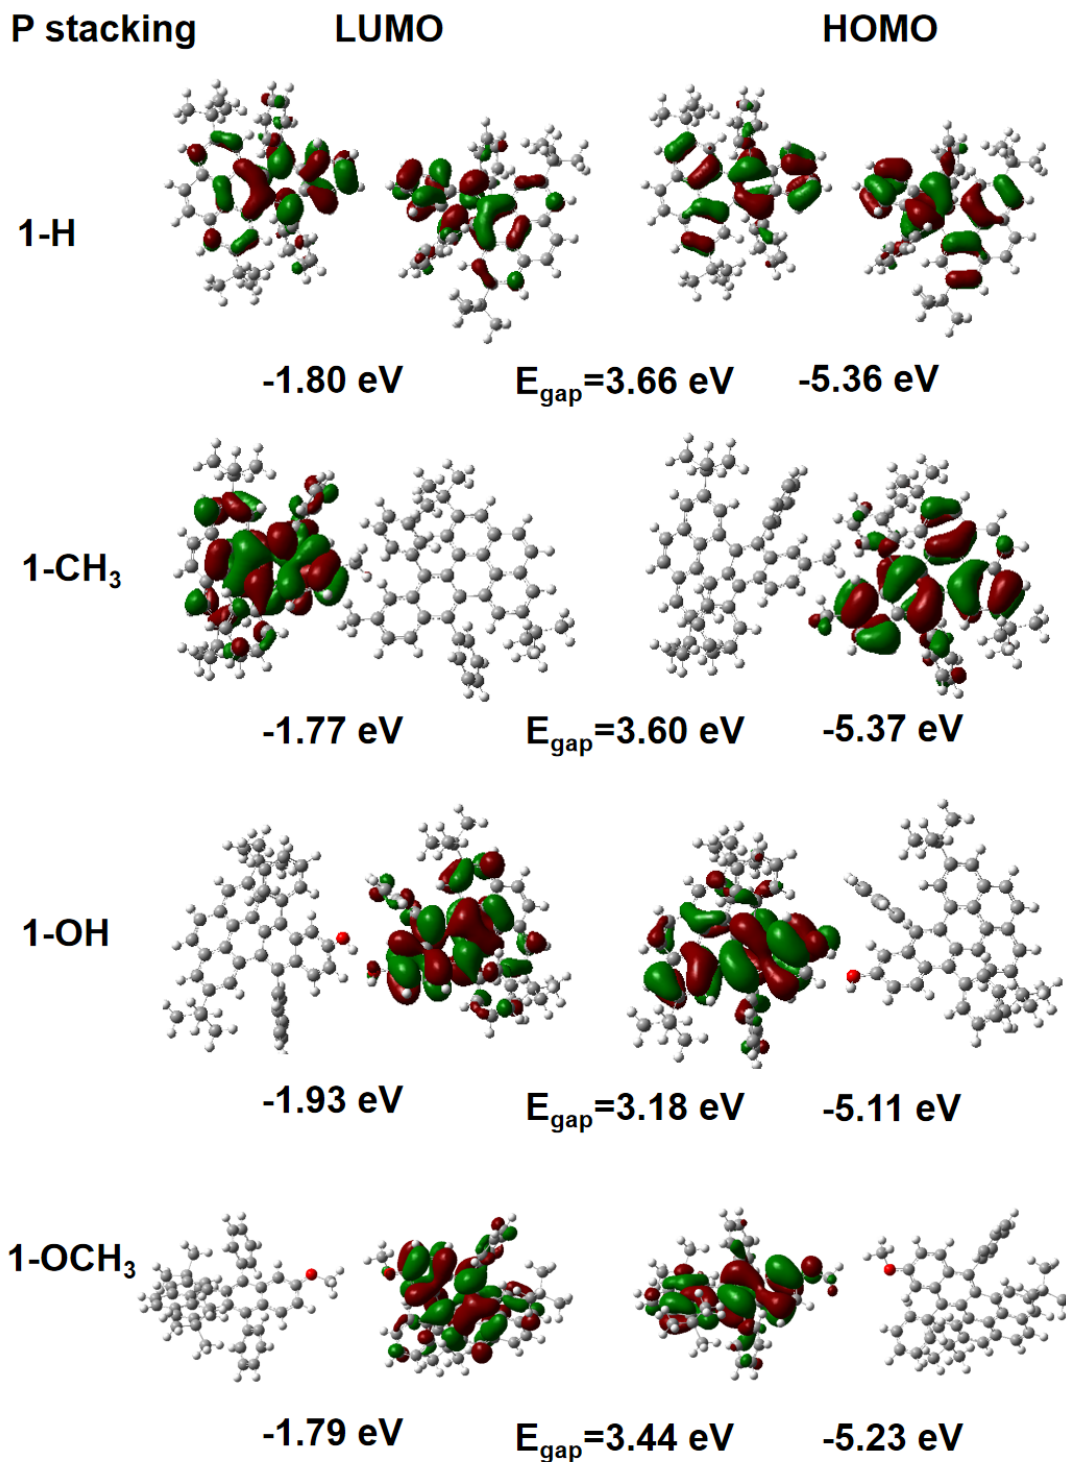 P stacking LUMO HOMO
1-H
-1.80 eV Egap=3.66 eV -5.36 eV
1-CH3
-1.77 eV Egap=3.60 eV -5.37 eV
1-OH
-1.93 eV Egap=3.18 eV -5.11 eV
1-OCH3
-1.79 eV Egap=3.44 eV -5.23 eV